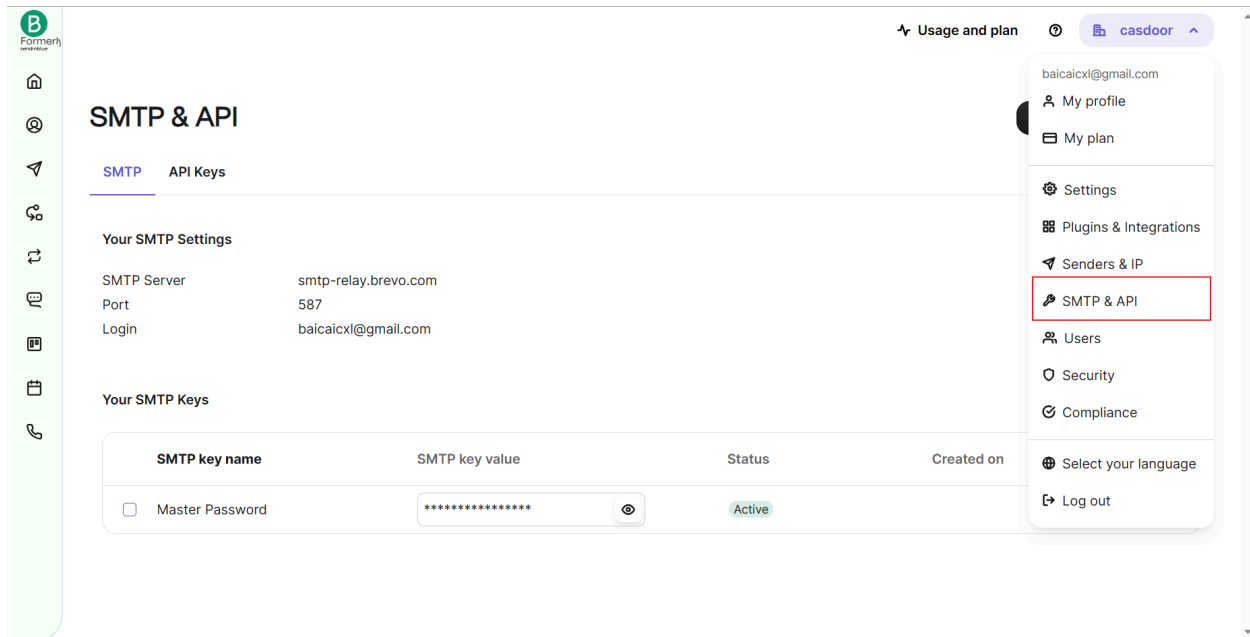 B
Formerly
sendinblue
Usage and plan
casdoor
baicaicxl@gmail.com
My profile
My plan
Settings
Plugins & Integrations
Senders & IP
SMTP & API
Users
Security
Compliance
Select your language
Log out
SMTP & API
SMTP API Keys
Your SMTP Settings
SMTP Server smtp-relay.brevo.com
Port 587
Login baicaicxl@gmail.com
Your SMTP Keys
SMTP key name SMTP key value Status Created on
Master Password **************** Active